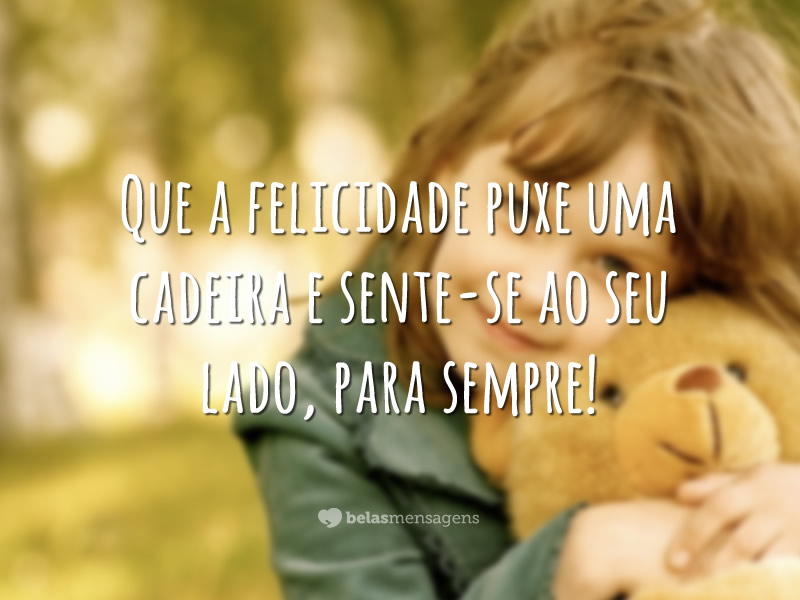 Que a felicidade puxe uma
cadeira e sente-se ao seu
lado, para sempre!
belasmensagens